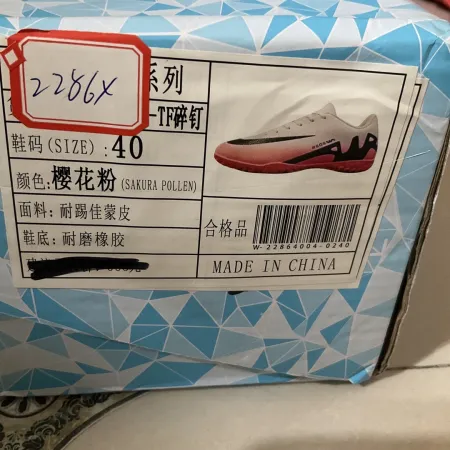 2286X
系列
-TF碎钉
鞋码(SIZE):40
颜色:樱花粉(SAKURA POLLEN)
面料:耐踢佳蒙皮
鞋底:耐磨橡胶
合格品
W-22864004-0240
MADE IN CHINA